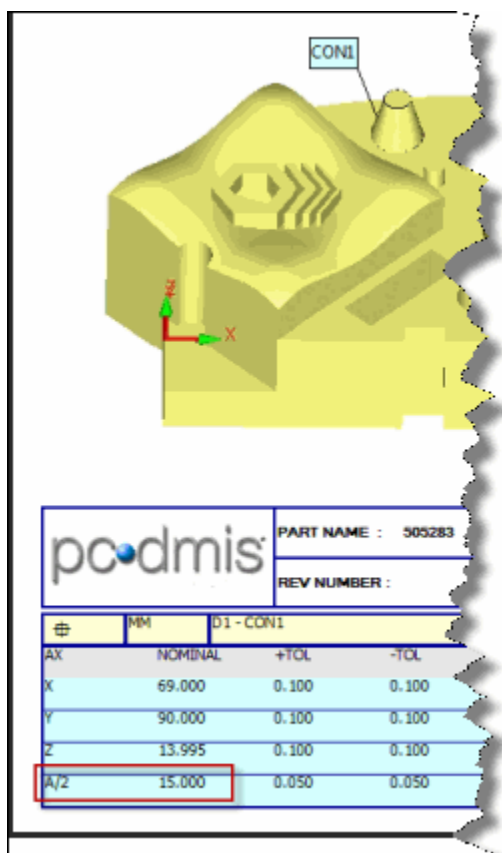 CON1
X
pc•dmis
PART NAME : 505283
REV NUMBER :
MM D1 - CON1
AX NOMINAL +TOL -TOL
X 69.000 0.100 0.100
Y 90.000 0.100 0.100
Z 13.995 0.100 0.100
A/2 15.000 0.050 0.050